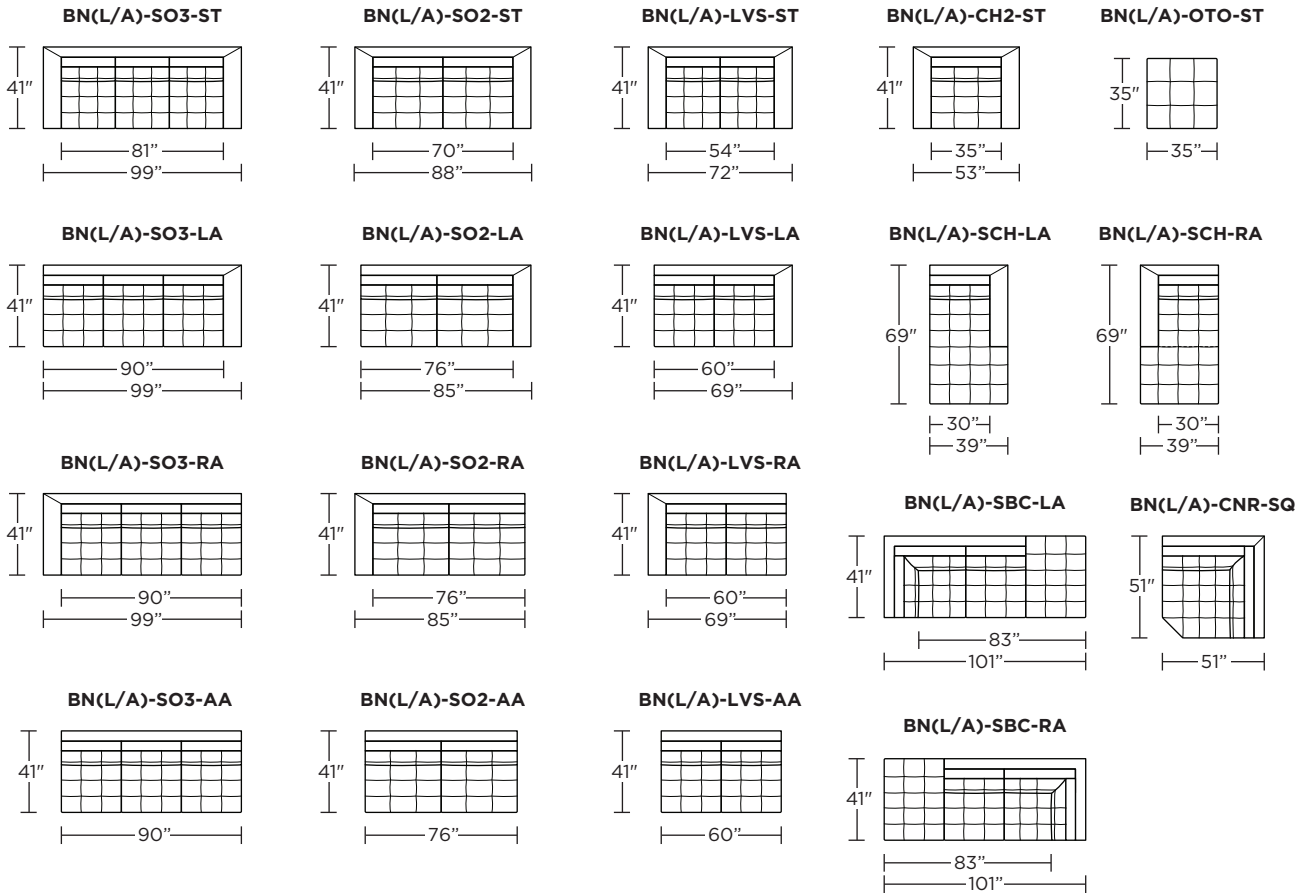 BN(L/A)-SO3-ST
41"
81”
99”
BN(L/A)-SO2-ST
41"
70”
88”
BN(L/A)-LVS-ST
41"
54”
72”
BN(L/A)-CH2-ST
41"
35”
53”
BN(L/A)-OTO-ST
35"
35”
BN(L/A)-SO3-LA
41"
90”
99”
BN(L/A)-SO2-LA
41"
76”
85”
BN(L/A)-LVS-LA
41"
60”
69”
BN(L/A)-SCH-LA
69"
30”
39”
BN(L/A)-SCH-RA
69"
30”
39”
BN(L/A)-SO3-RA
41"
90”
99”
BN(L/A)-SO2-RA
41"
76”
85”
BN(L/A)-LVS-RA
41"
60”
69”
BN(L/A)-SBC-LA
41"
83”
101”
BN(L/A)-CNR-SQ
51"
51”
BN(L/A)-SO3-AA
41"
90”
BN(L/A)-SO2-AA
41"
76”
BN(L/A)-LVS-AA
41"
60”
BN(L/A)-SBC-RA
41"
83”
101”